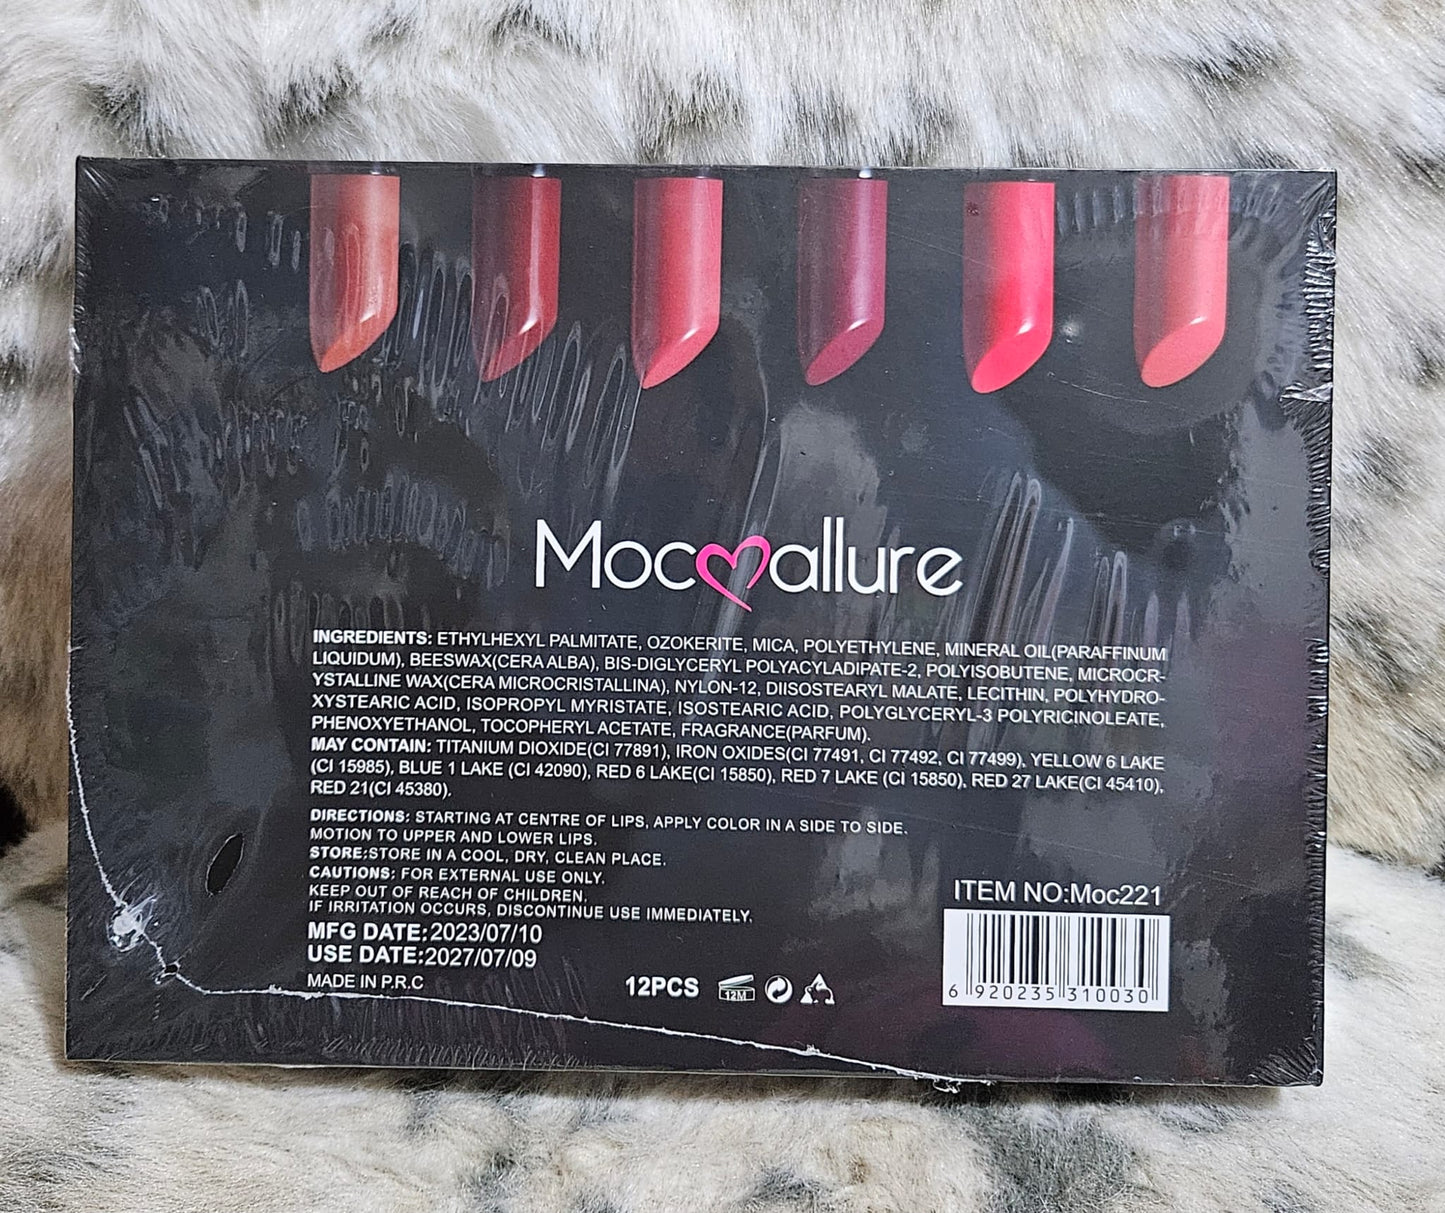 Mocallure
INGREDIENTS: ETHYLHEXYL PALMITATE, OZOKERITE, MICA, POLYETHYLENE, MINERAL OIL(PARAFFINUM
LIQUIDUM), BEESWAX(CERA ALBA), BIS-DIGLYCERYL POLYACYLADIPATE-2, POLYISOBUTENE, MICROCR-
YSTALLINE WAX(CERA MICROCRISTALLINA), NYLON-12, DIISOSTEARYL MALATE, LECITHIN, POLYHYDRO-
XYSTEARIC ACID, ISOPROPYL MYRISTATE, ISOSTEARIC ACID, POLYGLYCERYL-3 POLYRICINOLEATE,
PHENOXYETHANOL, TOCOPHERYL ACETATE, FRAGRANCE(PARFUM).
MAY CONTAIN: TITANIUM DIOXIDE(CI 77891), IRON OXIDES(CI 77491, CI 77492, CI 77499), YELLOW 6 LAKE
(CI 15985), BLUE 1 LAKE (CI 42090), RED 6 LAKE(CI 15850), RED 7 LAKE (CI 15850), RED 27 LAKE(CI 45410),
RED 21(CI 45380).
DIRECTIONS: STARTING AT CENTRE OF LIPS, APPLY COLOR IN A SIDE TO SIDE.
MOTION TO UPPER AND LOWER LIPS.
STORE:STORE IN A COOL, DRY, CLEAN PLACE.
CAUTIONS: FOR EXTERNAL USE ONLY.
KEEP OUT OF REACH OF CHILDREN.
IF IRRITATION OCCURS, DISCONTINUE USE IMMEDIATELY.
MFG DATE:2023/07/10
USE DATE:2027/07/09
MADE IN P.R.C
12PCS
12M
ITEM NO:Moc221
6 920235 310030